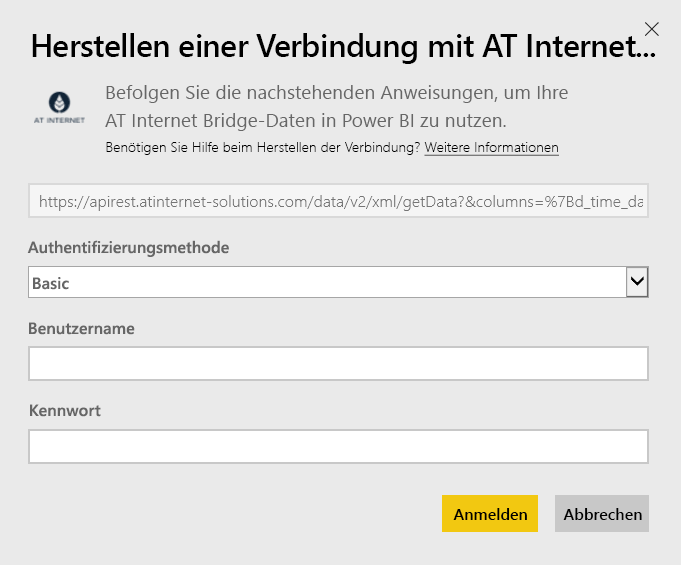 Herstellen einer Verbindung mit AT Internet...
Befolgen Sie die nachstehenden Anweisungen, um Ihre
AT INTERNET
AT Internet Bridge-Daten in Power BI zu nutzen.
Benötigen Sie Hilfe beim Herstellen der Verbindung? Weitere Informationen
https://apirest.atinternet-solutions.com/data/v2/xml/getData?&columns=%7Bd_time_da
Authentifizierungsmethode
Basic
Benutzername
Kennwort
Anmelden Abbrechen